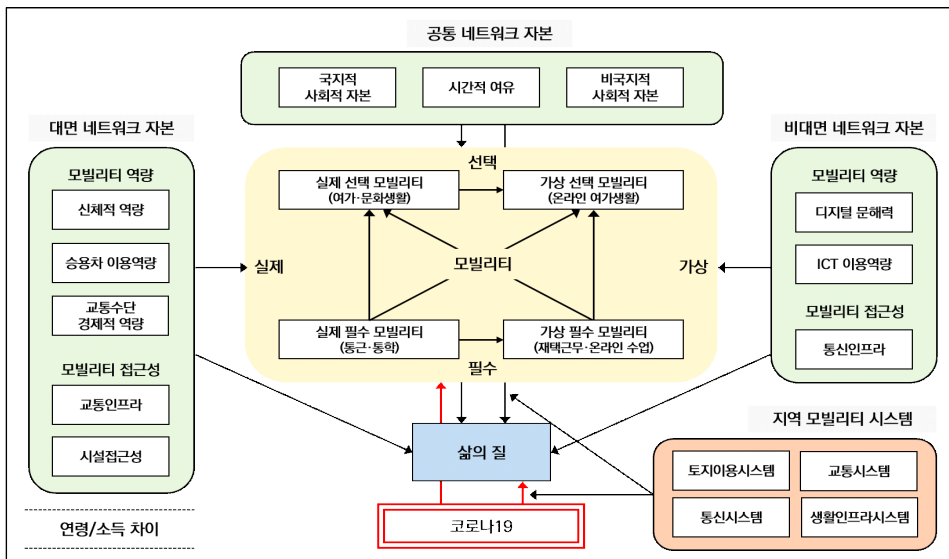 공통 네트워크 자본
국지적
사회적 자본
시간적 여유
비국지적
사회적 자본
대면 네트워크 자본
모빌리티 역량
신체적 역량
승용차 이용역량
교통수단
경제적 역량
모빌리티 접근성
교통인프라
시설접근성
연령/소득 차이
선택
실제 선택 모빌리티
(여가·문화생활)
가상 선택 모빌리티
(온라인 여가생활)
실제
모빌리티
가상
실제 필수 모빌리티
(통근·통학)
가상 필수 모빌리티
(재택근무·온라인 수업)
필수
삶의 질
코로나19
비대면 네트워크 자본
모빌리티 역량
디지털 문해력
ICT 이용역량
모빌리티 접근성
통신인프라
지역 모빌리티 시스템
토지이용시스템
교통시스템
통신시스템
생활인프라시스템